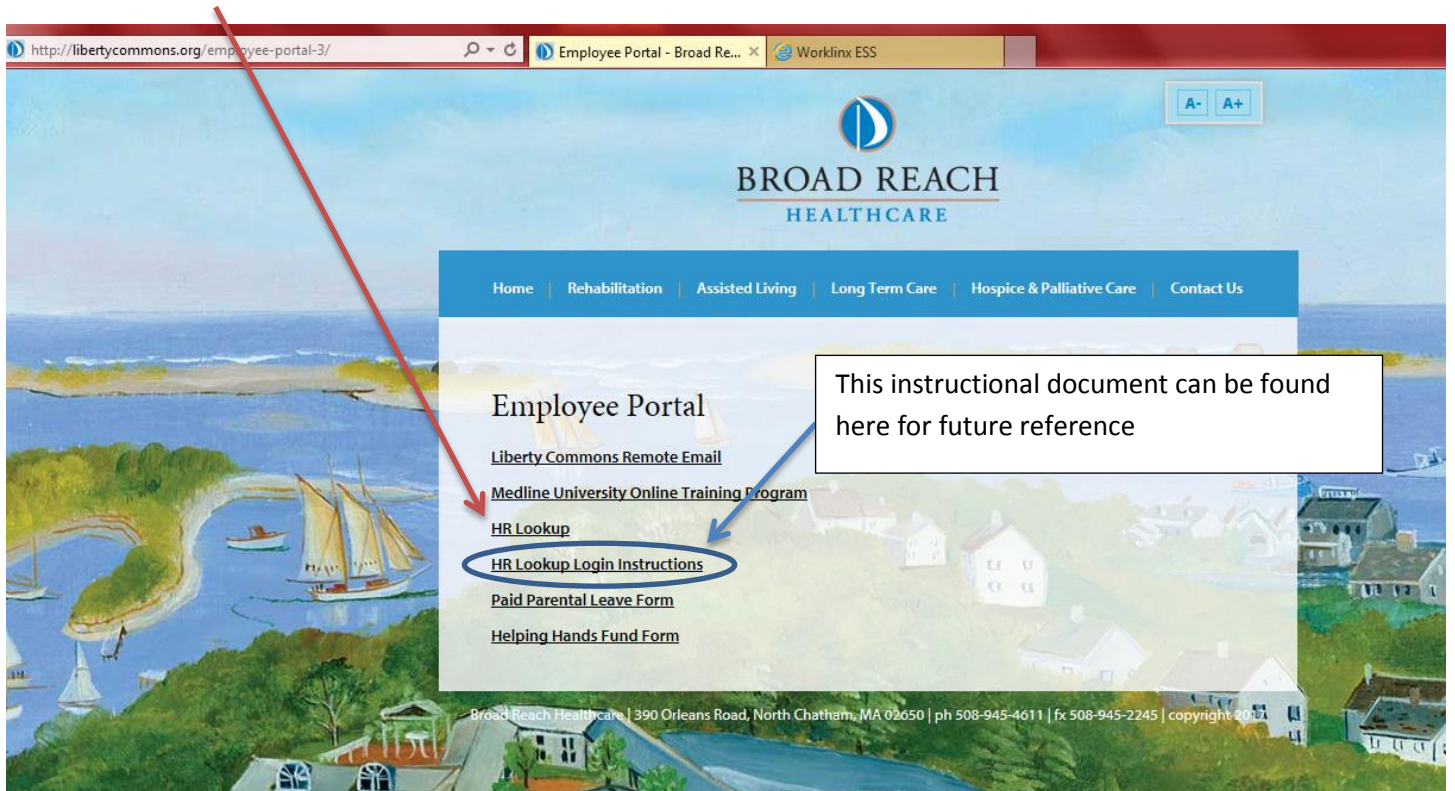 http://libertycommons.org/employee-portal-3/
Employee Portal - Broad Re...
Worklinx ESS
A- A+
BROAD REACH
HEALTHCARE
Home | Rehabilitation | Assisted Living | Long Term Care | Hospice & Palliative Care | Contact Us
This instructional document can be found
here for future reference
Employee Portal
Liberty Commons Remote Email
Medline University Online Training Program
HR Lookup
HR Lookup Login Instructions
Paid Parental Leave Form
Helping Hands Fund Form
Broad Reach Healthcare | 390 Orleans Road, North Chatham, MA 02650 | ph 508-945-4611 | fx 508-945-2245 | copyright 2017